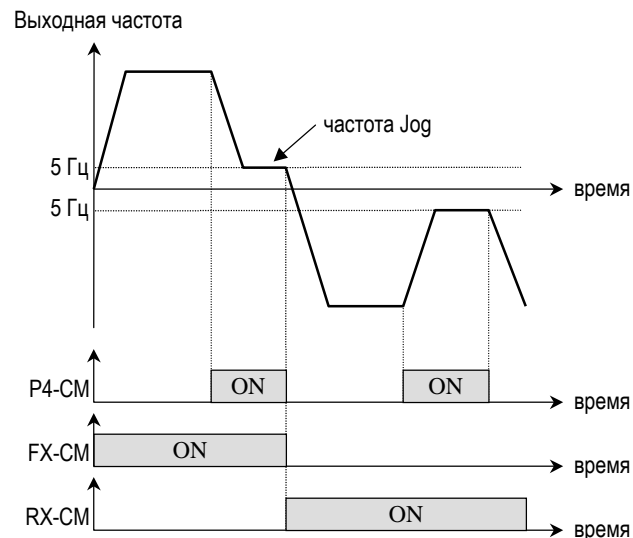 Выходная частота
частота Jog
5 Гц
время
5 Гц
P4-CM
ON
ON
время
FX-CM
ON
время
RX-CM
ON
время